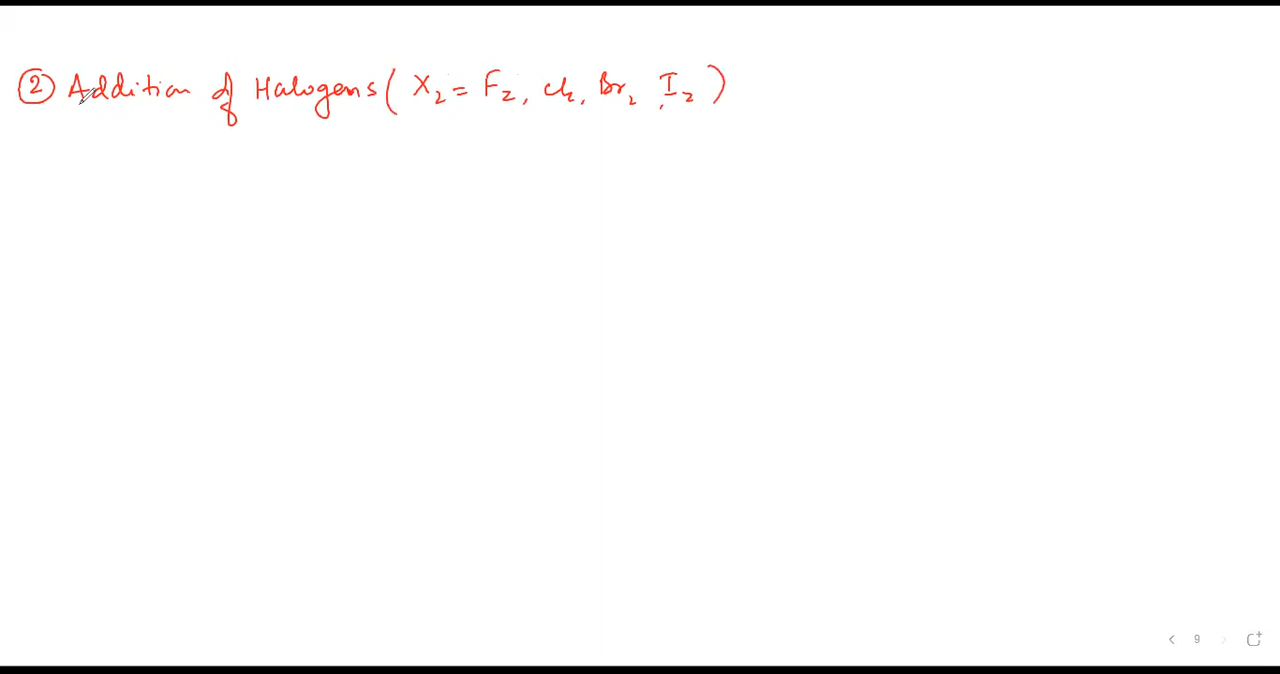 ② Addition of Halogens ( X₂ = F₂, Cl₂, Br₂, I₂ )
9